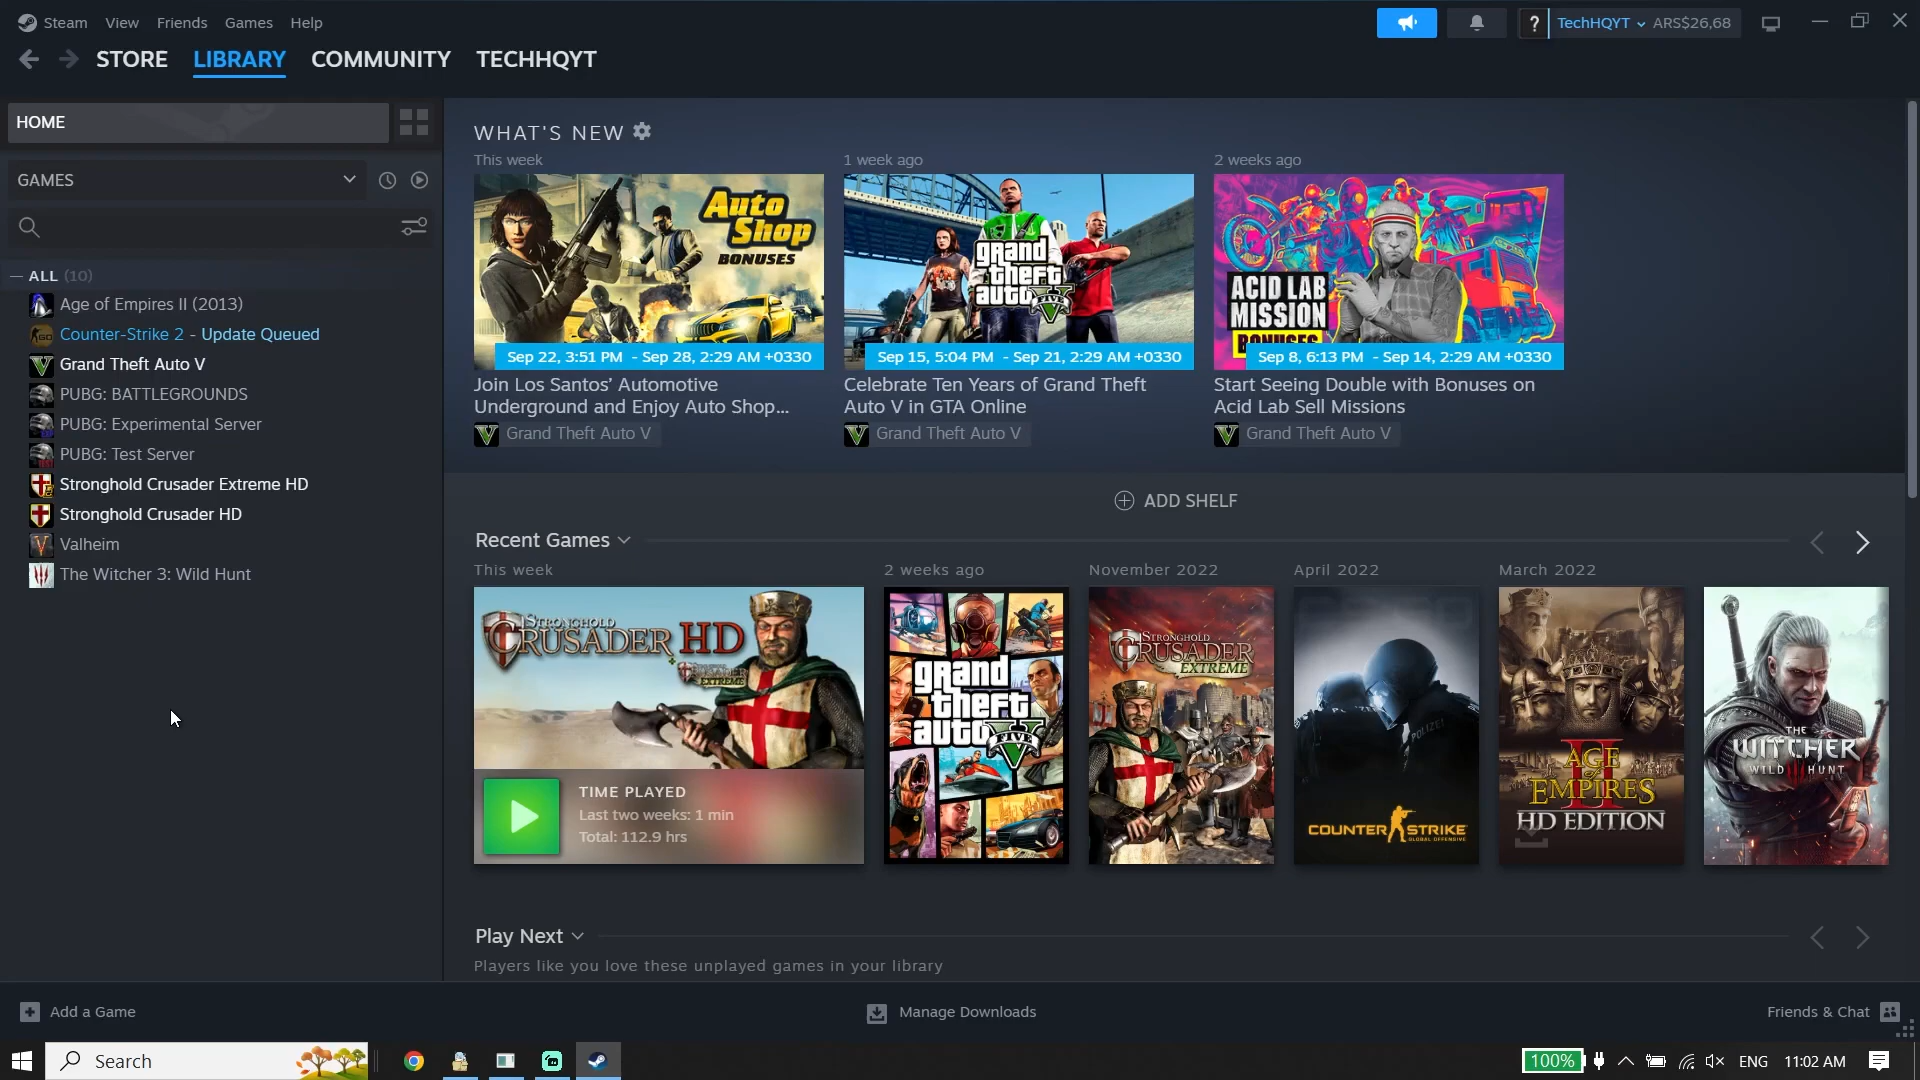 Steam View Friends Games Help
? TechHQYT ARS$26,68
STORE LIBRARY COMMUNITY TECHHQYT
HOME
GAMES
— ALL (10)
Age of Empires II (2013)
Counter-Strike 2 - Update Queued
Grand Theft Auto V
PUBG: BATTLEGROUNDS
PUBG: Experimental Server
PUBG: Test Server
Stronghold Crusader Extreme HD
Stronghold Crusader HD
Valheim
The Witcher 3: Wild Hunt
WHAT'S NEW
This week
Auto
Shop
BONUSES
Sep 22, 3:51 PM - Sep 28, 2:29 AM +0330
Join Los Santos’ Automotive
Underground and Enjoy Auto Shop...
Grand Theft Auto V
1 week ago
grand
theft
auto
FIVE
Sep 15, 5:04 PM - Sep 21, 2:29 AM +0330
Celebrate Ten Years of Grand Theft
Auto V in GTA Online
Grand Theft Auto V
2 weeks ago
ACID LAB
MISSION
BONUSES
Sep 8, 6:13 PM - Sep 14, 2:29 AM +0330
Start Seeing Double with Bonuses on
Acid Lab Sell Missions
Grand Theft Auto V
ADD SHELF
Recent Games
This week
STRONGHOLD
CRUSADER HD
STRONGHOLD
CRUSADER
EXTREME
TIME PLAYED
Last two weeks: 1 min
Total: 112.9 hrs
2 weeks ago
grand
theft
auto
FIVE
November 2022
STRONGHOLD
CRUSADER
EXTREME
April 2022
POLIZEI
COUNTER STRIKE
GLOBAL OFFENSIVE
March 2022
AGE
of
EMPIRES
II
HD EDITION
THE
WITCHER
WILD HUNT
Play Next
Players like you love these unplayed games in your library
Add a Game
Manage Downloads
Friends & Chat
Search
100%
ENG
11:02 AM